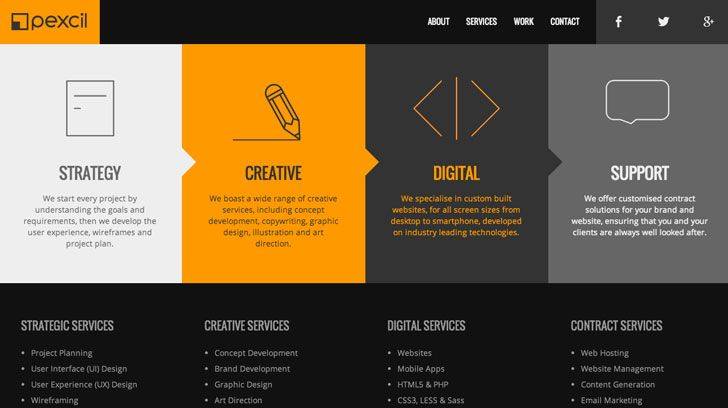 pexcil
ABOUT SERVICES WORK CONTACT
STRATEGY
We start every project by
understanding the goals and
requirements, then we develop the
user experience, wireframes and
project plan.
CREATIVE
We boast a wide range of creative
services, including concept
development, copywriting, graphic
design, illustration and art
direction.
DIGITAL
We specialise in custom built
websites, for all screen sizes from
desktop to smartphone, developed
on industry leading technologies.
SUPPORT
We offer customised contract
solutions for your brand and
website, ensuring that you and your
clients are always well looked after.
STRATEGIC SERVICES
• Project Planning
• User Interface (UI) Design
• User Experience (UX) Design
• Wireframing
CREATIVE SERVICES
• Concept Development
• Brand Development
• Graphic Design
• Art Direction
DIGITAL SERVICES
• Websites
• Mobile Apps
• HTML5 & PHP
• CSS3, LESS & Sass
CONTRACT SERVICES
• Web Hosting
• Website Management
• Content Generation
• Email Marketing